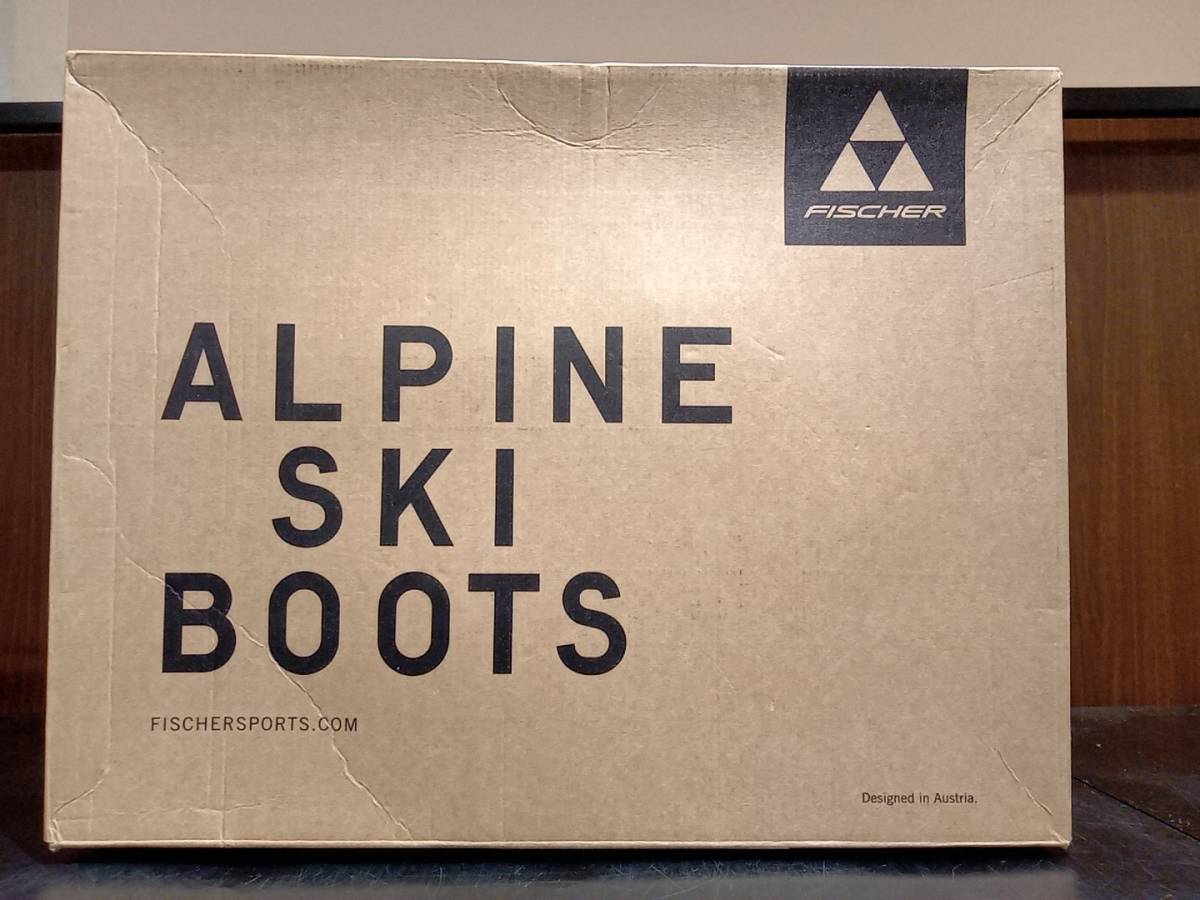 FISCHER
ALPINE
SKI
BOOTS
FISCHERSPORTS.COM
Designed in Austria.